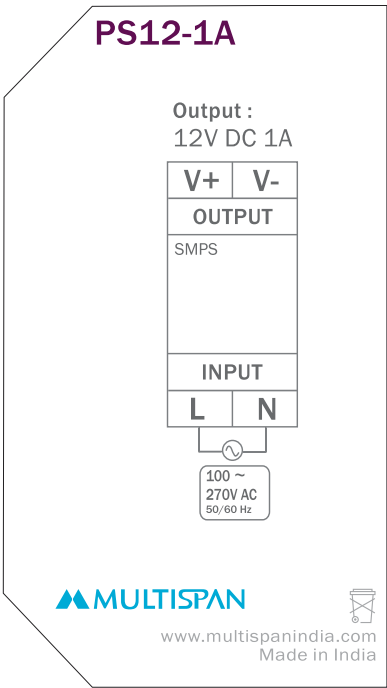 PS12-1A
Output :
12V DC 1A
V+ V-
OUTPUT
SMPS
INPUT
L N
100 ~
270V AC
50/60 Hz
MULTISPAN
www.multispanindia.com
Made in India